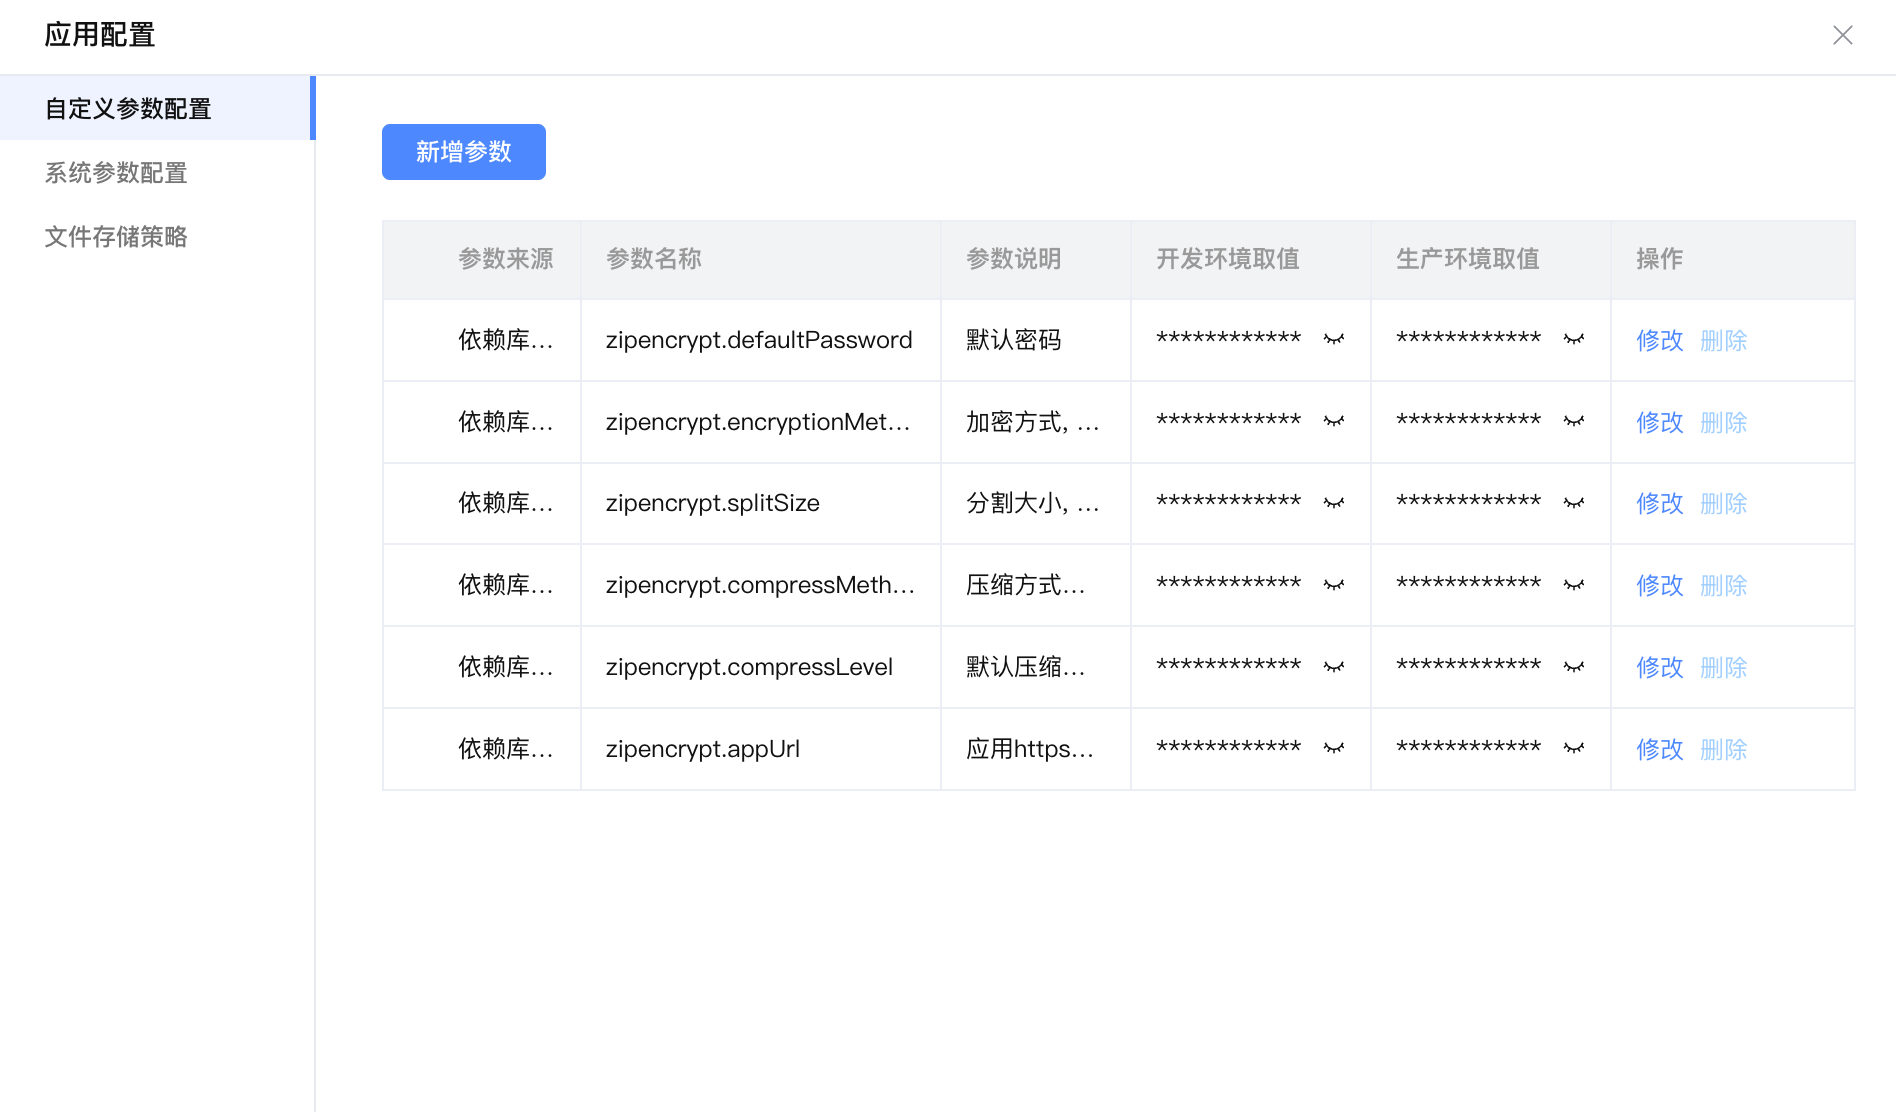 应用配置
自定义参数配置
系统参数配置
文件存储策略
新增参数
参数来源 参数名称 参数说明 开发环境取值 生产环境取值 操作
依赖库... zipencrypt.defaultPassword 默认密码 ************ ************ 修改 删除
依赖库... zipencrypt.encryptionMet... 加密方式, ... ************ ************ 修改 删除
依赖库... zipencrypt.splitSize 分割大小, ... ************ ************ 修改 删除
依赖库... zipencrypt.compressMeth... 压缩方式... ************ ************ 修改 删除
依赖库... zipencrypt.compressLevel 默认压缩... ************ ************ 修改 删除
依赖库... zipencrypt.appUrl 应用https... ************ ************ 修改 删除